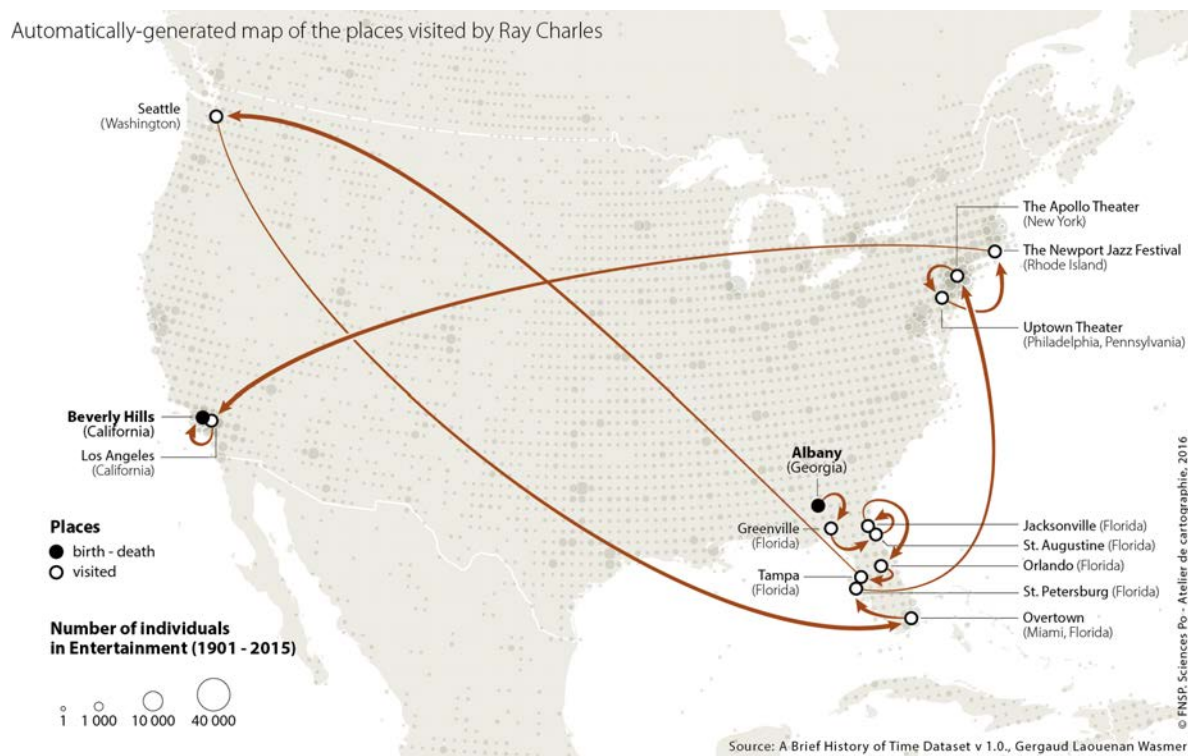 Automatically-generated map of the places visited by Ray Charles
Seattle
(Washington)
The Apollo Theater
(New York)
The Newport Jazz Festival
(Rhode Island)
Uptown Theater
(Philadelphia, Pennsylvania)
Beverly Hills
(California)
Los Angeles
(California)
Albany
(Georgia)
Greenville
(Florida)
Jacksonville (Florida)
St. Augustine (Florida)
Orlando (Florida)
Tampa
(Florida)
St. Petersburg (Florida)
Overtown
(Miami, Florida)
Places
birth - death
visited
Number of individuals
in Entertainment (1901 - 2015)
1 1 000 10 000 40 000
© FNSP. Sciences Po - Atelier de cartographie, 2016
Source: A Brief History of Time Dataset v 1.0., Gergaud Laouenan Wasme